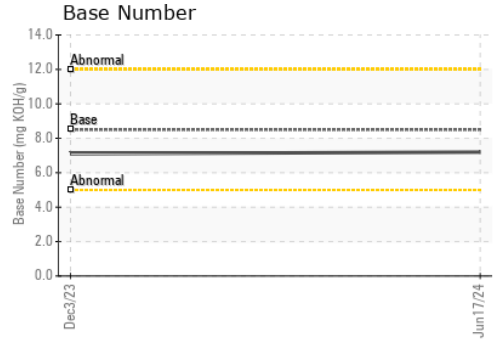 Base Number
Base Number (mg KOH/g)
14.0
12.0
10.0
8.0
6.0
4.0
2.0
0.0
Abnormal
Base
Abnormal
Dec3/23
Jun17/24